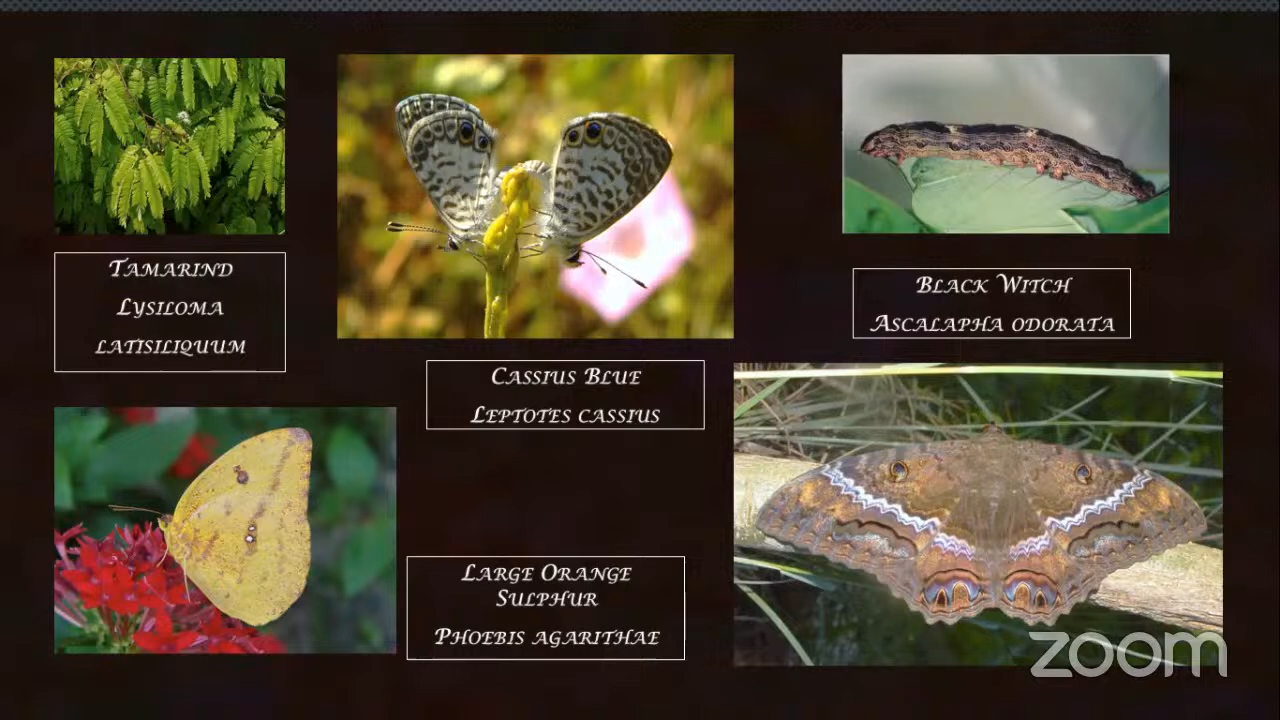 Tamarind
Lysiloma
latisiliquum
Cassius Blue
Leptotes cassius
Black Witch
Ascalapha odorata
Large Orange
Sulphur
Phoebis agarithae
zoom